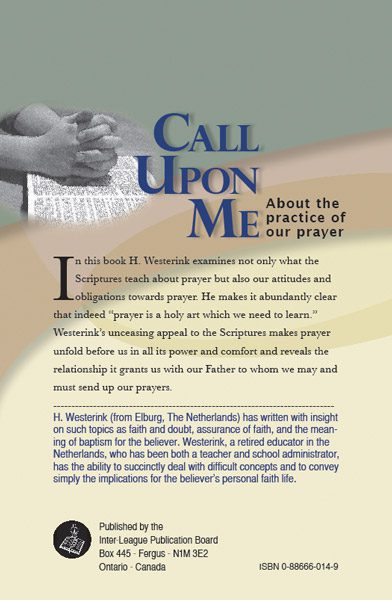 CALL
UPON
ME
About the
practice of
our prayer
In this book H. Westerink examines not only what the
Scriptures teach about prayer but also our attitudes and
obligations towards prayer. He makes it abundantly clear
that indeed “prayer is a holy art which we need to learn.”
Westerink’s unceasing appeal to the Scriptures makes prayer
unfold before us in all its power and comfort and reveals the
relationship it grants us with our Father to whom we may and
must send up our prayers.
H. Westerink (from Elburg, The Netherlands) has written with insight
on such topics as faith and doubt, assurance of faith, and the mean-
ing of baptism for the believer. Westerink, a retired educator in the
Netherlands, who has been both a teacher and school administrator,
has the ability to succinctly deal with difficult concepts and to convey
simply the implications for the believer’s personal faith life.
Published by the
Inter-League Publication Board
Box 445 · Fergus · N1M 3E2
Ontario · Canada
ISBN 0-88666-014-9